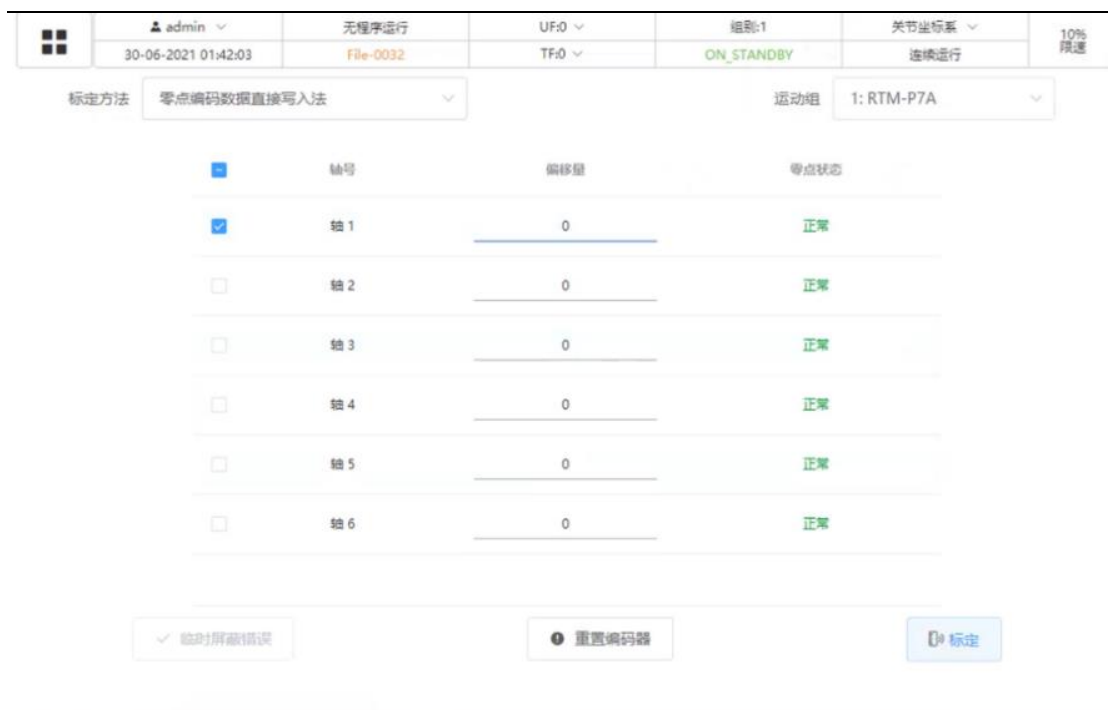 admin 无程序运行 UF:0 组别:1 关节坐标系 10%
限速
30-06-2021 01:42:03 File-0032 TF:0 ON_STANDBY 连续运行
标定方法 零点编码数据直接写入法 运动组 1: RTM-P7A
轴号 偏移量 零点状态
轴 1 0 正常
轴 2 0 正常
轴 3 0 正常
轴 4 0 正常
轴 5 0 正常
轴 6 0 正常
临时屏蔽错误 重置编码器 标定